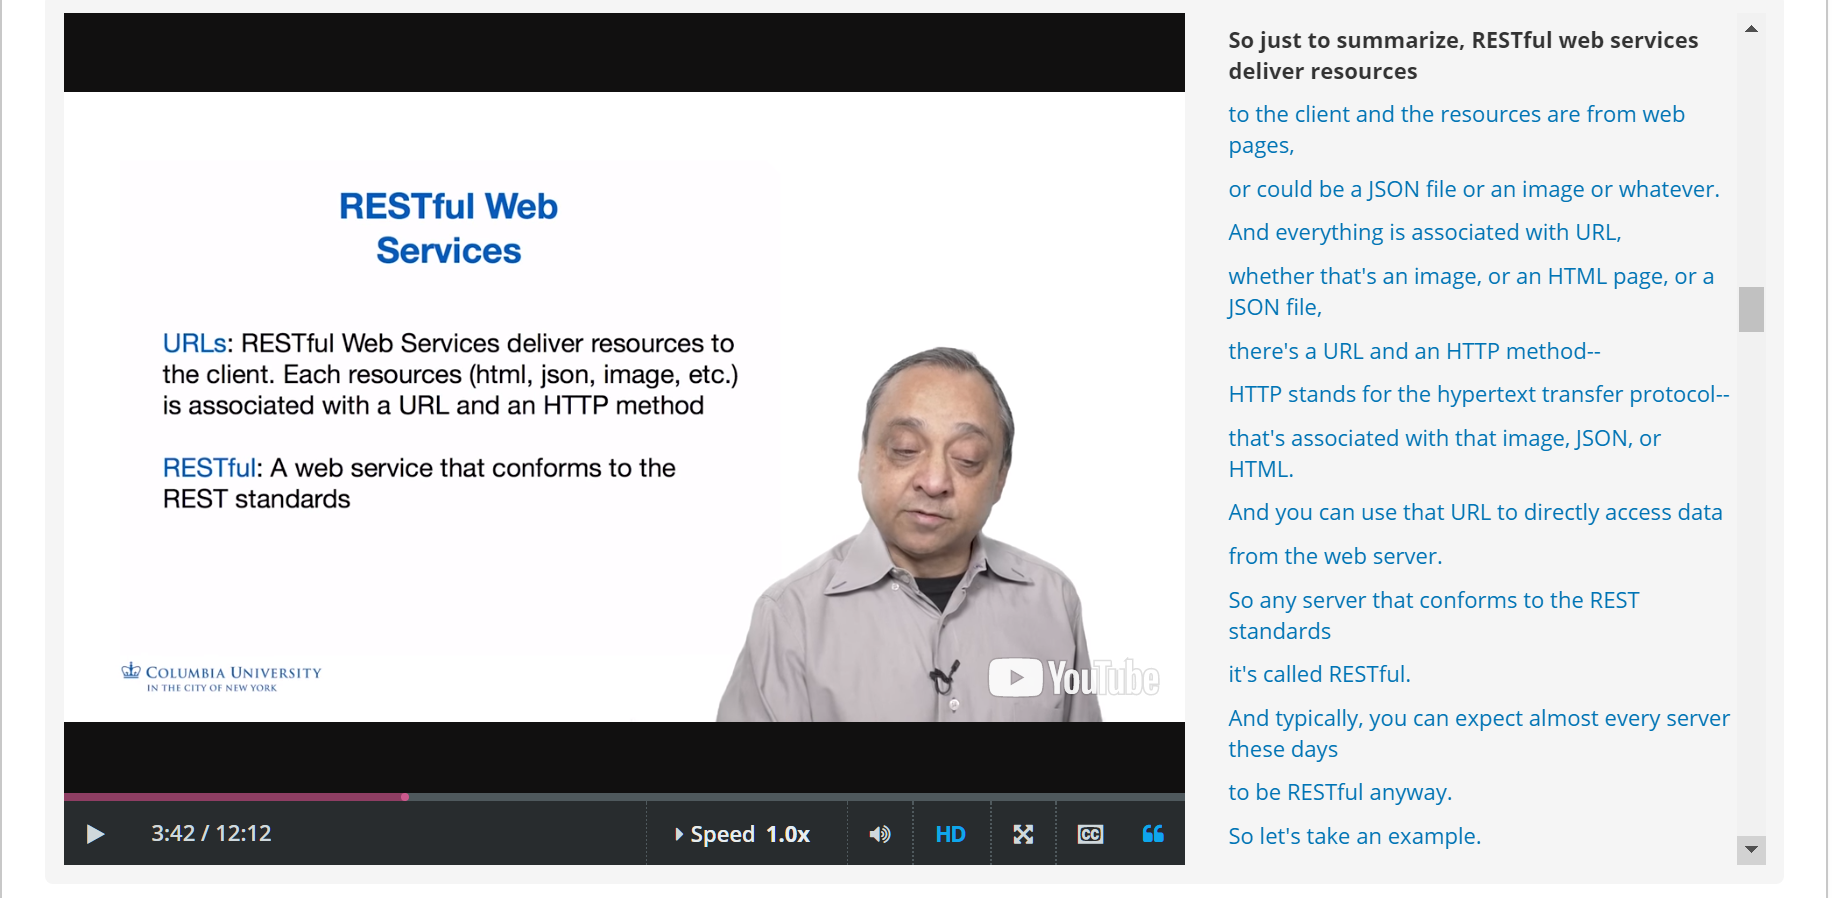 RESTful Web
Services
URLs: RESTful Web Services deliver resources to
the client. Each resources (html, json, image, etc.)
is associated with a URL and an HTTP method
RESTful: A web service that conforms to the
REST standards
COLUMBIA UNIVERSITY
IN THE CITY OF NEW YORK
YouTube
3:42 / 12:12
Speed 1.0x
HD
CC
So just to summarize, RESTful web services
deliver resources
to the client and the resources are from web
pages,
or could be a JSON file or an image or whatever.
And everything is associated with URL,
whether that's an image, or an HTML page, or a
JSON file,
there's a URL and an HTTP method--
HTTP stands for the hypertext transfer protocol--
that's associated with that image, JSON, or
HTML.
And you can use that URL to directly access data
from the web server.
So any server that conforms to the REST
standards
it's called RESTful.
And typically, you can expect almost every server
these days
to be RESTful anyway.
So let's take an example.